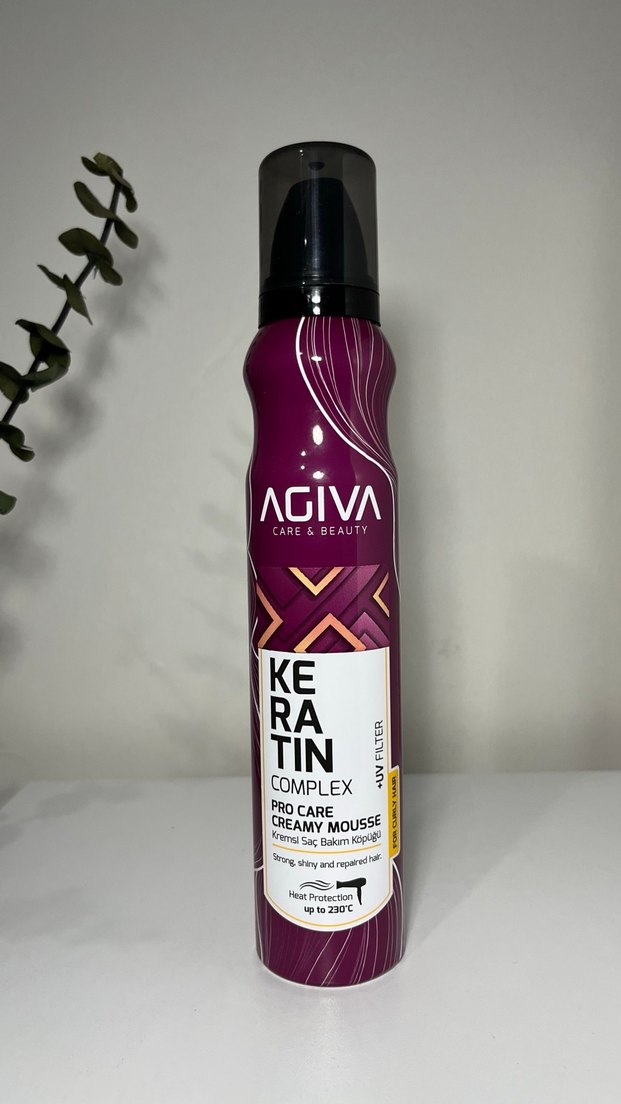 AGIVA
CARE & BEAUTY
KE
RA
TIN
COMPLEX
+UV FILTER
PRO CARE
CREAMY MOUSSE
Kremsi Saç Bakım Köpüğü
FOR CURLY HAIR
Strong, shiny and repaired hair.
Heat Protection
up to 230°C